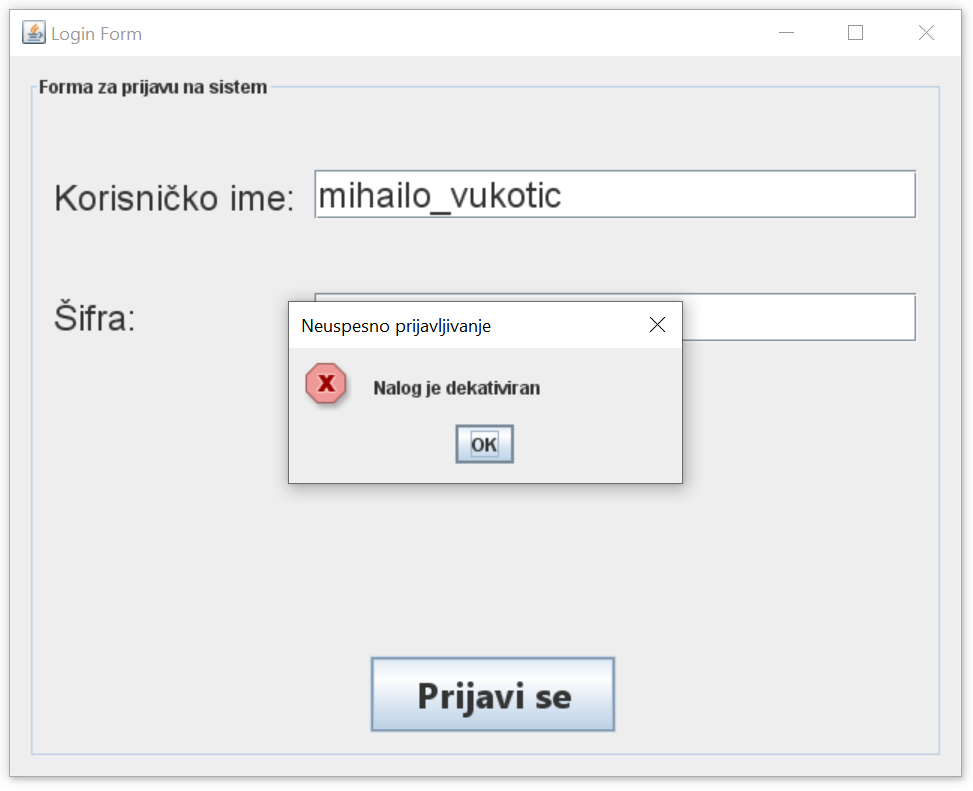 Login Form
Forma za prijavu na sistem
Korisničko ime: mihailo_vukotic
Šifra:
Neuspesno prijavljivanje
Nalog je dekativiran
OK
Prijavi se